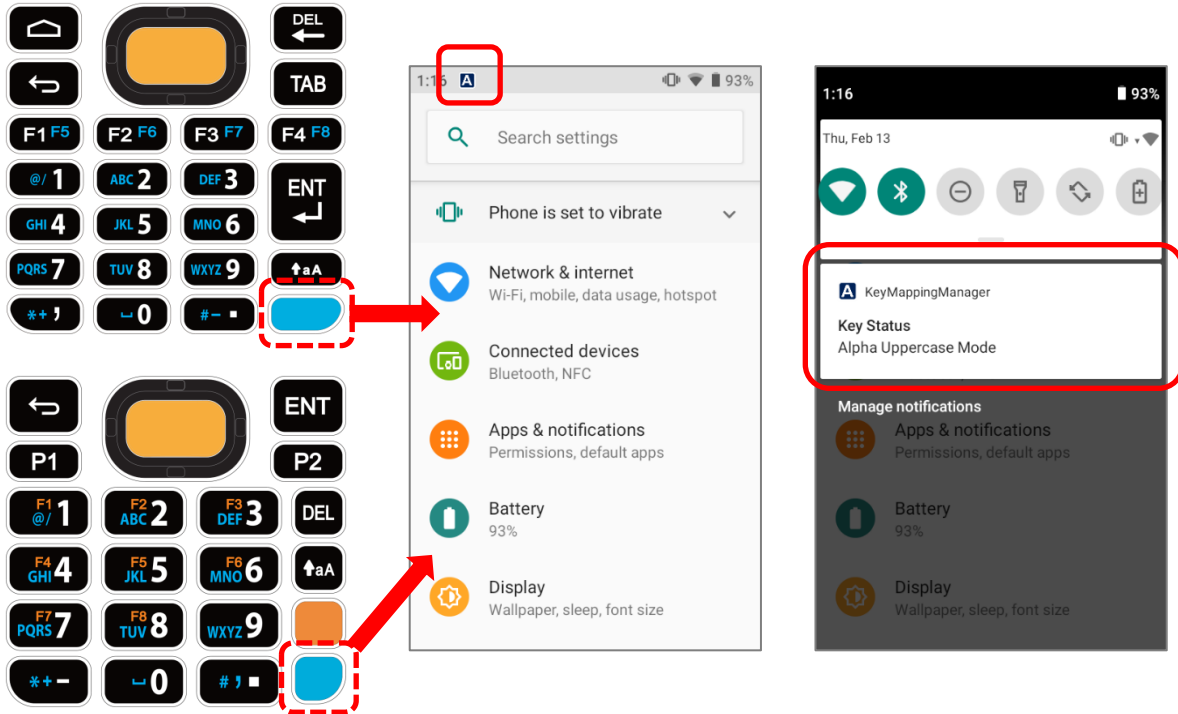 DEL
TAB
F1 F5 F2 F6 F3 F7 F4 F8
@/ 1 ABC 2 DEF 3 ENT
GHI 4 JKL 5 MNO 6
PQRS 7 TUV 8 WXYZ 9 aA
*+ , 0 #- .
ENT
P1 P2
F1 @/ 1 F2 ABC 2 F3 DEF 3 DEL
F4 GHI 4 F5 JKL 5 F6 MNO 6 aA
F7 PQRS 7 F8 TUV 8 WXYZ 9
*+ - 0 # , .
1:16 A 93%
Search settings
Phone is set to vibrate
Network & internet
Wi-Fi, mobile, data usage, hotspot
Connected devices
Bluetooth, NFC
Apps & notifications
Permissions, default apps
Battery
93%
Display
Wallpaper, sleep, font size
1:16 93%
Thu, Feb 13
A KeyMappingManager
Key Status
Alpha Uppercase Mode
Manage notifications
Apps & notifications
Permissions, default apps
Battery
93%
Display
Wallpaper, sleep, font size